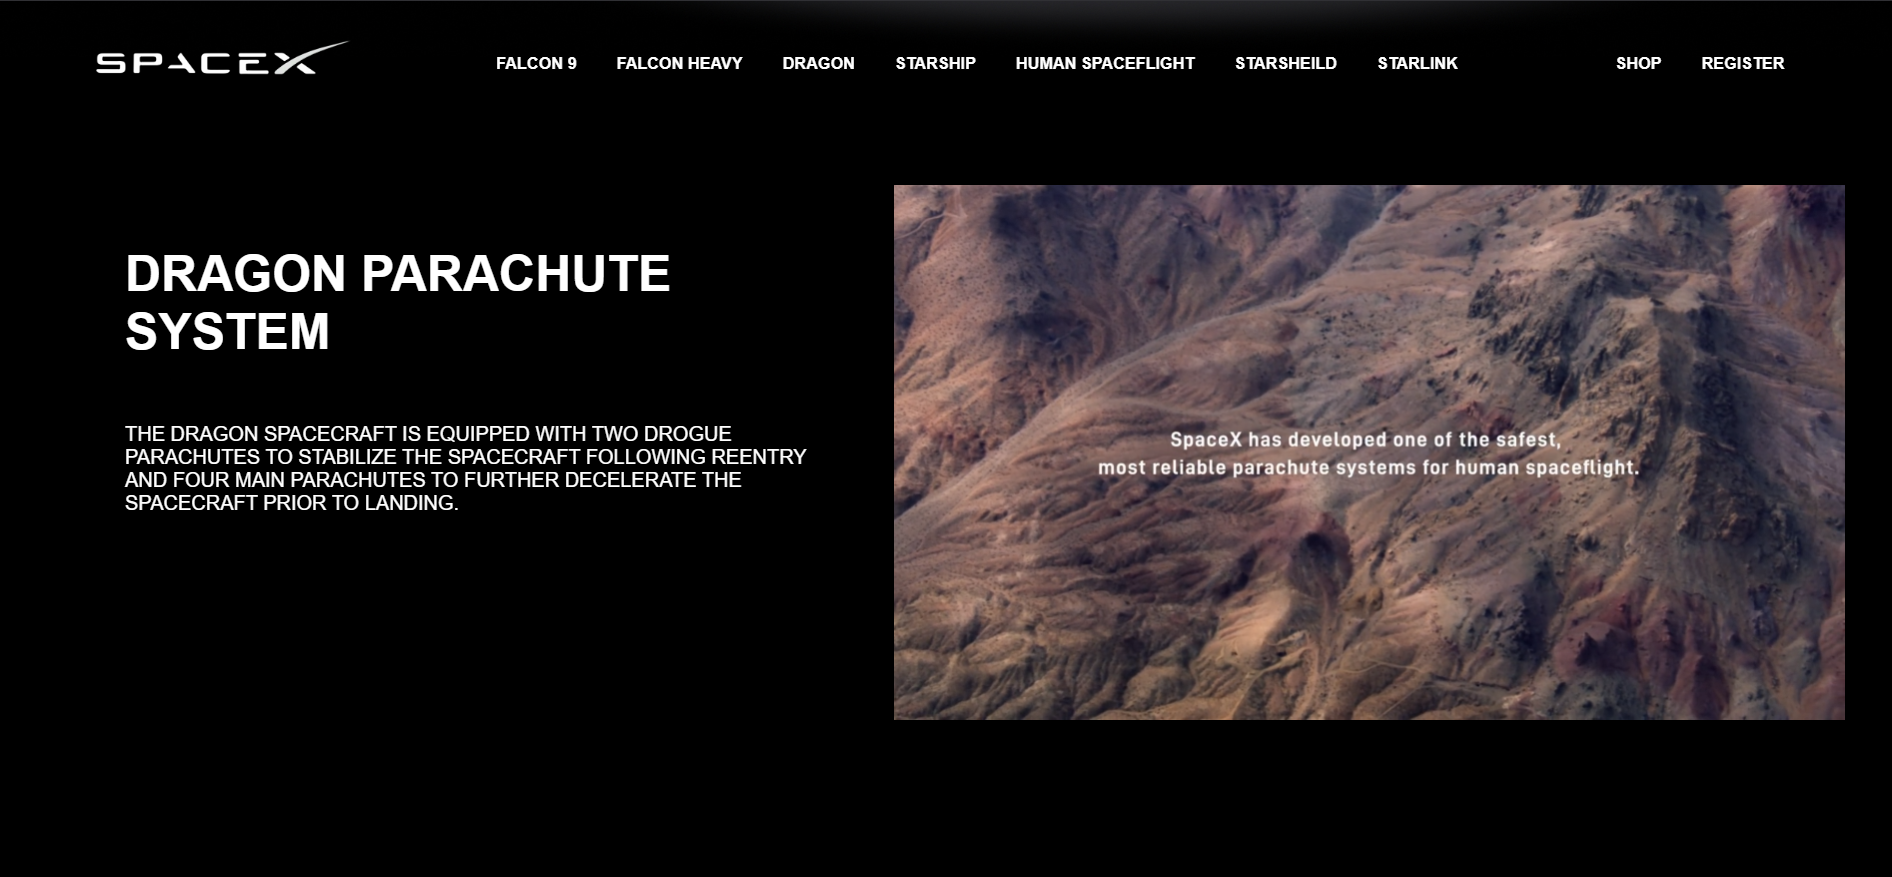 SPACEX
FALCON 9 FALCON HEAVY DRAGON STARSHIP HUMAN SPACEFLIGHT STARSHEILD STARLINK SHOP REGISTER
DRAGON PARACHUTE
SYSTEM
THE DRAGON SPACECRAFT IS EQUIPPED WITH TWO DROGUE
PARACHUTES TO STABILIZE THE SPACECRAFT FOLLOWING REENTRY
AND FOUR MAIN PARACHUTES TO FURTHER DECELERATE THE
SPACECRAFT PRIOR TO LANDING.
SpaceX has developed one of the safest,
most reliable parachute systems for human spaceflight.